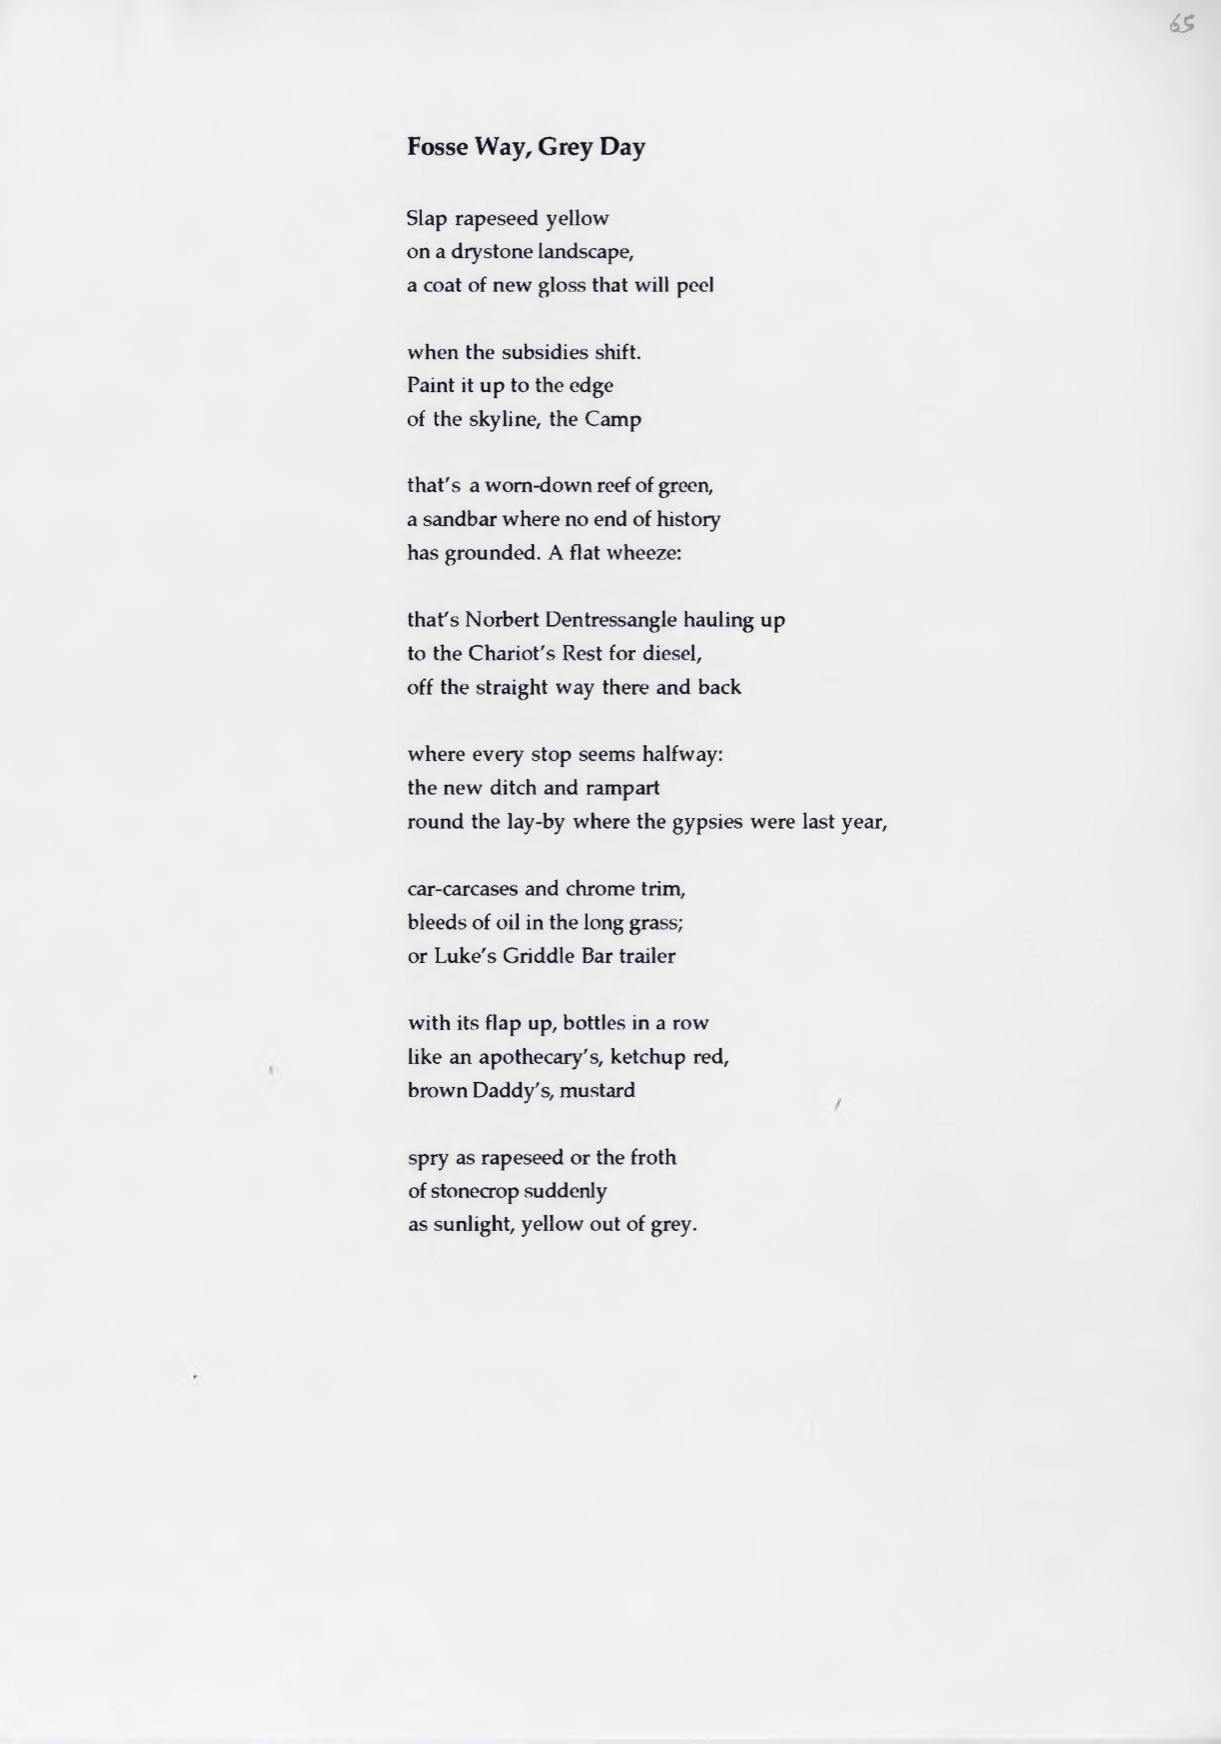 65
Fosse Way, Grey Day
Slap rapeseed yellow
on a drystone landscape,
a coat of new gloss that will peel
when the subsidies shift.
Paint it up to the edge
of the skyline, the Camp
that's a worn-down reef of green,
a sandbar where no end of history
has grounded. A flat wheeze:
that's Norbert Dentressangle hauling up
to the Chariot's Rest for diesel,
off the straight way there and back
where every stop seems halfway:
the new ditch and rampart
round the lay-by where the gypsies were last year,
car-carcases and chrome trim,
bleeds of oil in the long grass;
or Luke's Griddle Bar trailer
with its flap up, bottles in a row
like an apothecary's, ketchup red,
brown Daddy's, mustard
spry as rapeseed or the froth
of stonecrop suddenly
as sunlight, yellow out of grey.